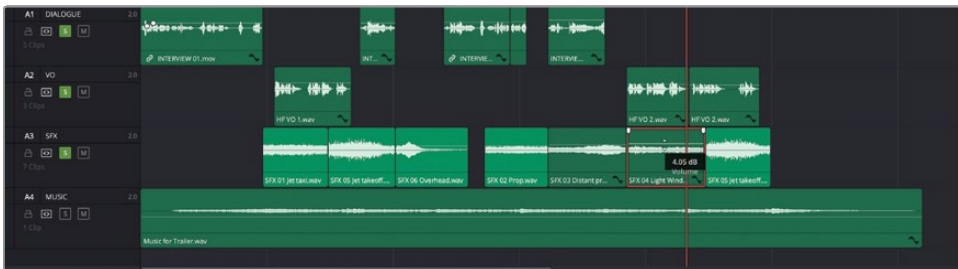 A1 DIALOGUE 2.0
S M
5 Clips
INTERVIEW 01.mov
INT...
INTERVIE...
INTERVIE...
A2 VO 2.0
S M
3 Clips
HF VO 1.wav
HF VO 2.wav
HF VO 2.wav
A3 SFX 2.0
S M
7 Clips
4.05 dB
Volume
SFX 01 Jet taxi.wav
SFX 05 Jet takeoff....
SFX 06 Overhead.wav
SFX 02 Prop.wav
SFX 03 Distant pr...
SFX 04 Light Wind...
SFX 05 Jet takeoff....
A4 MUSIC 2.0
S M
1 Clip
Music for Trailer.wav